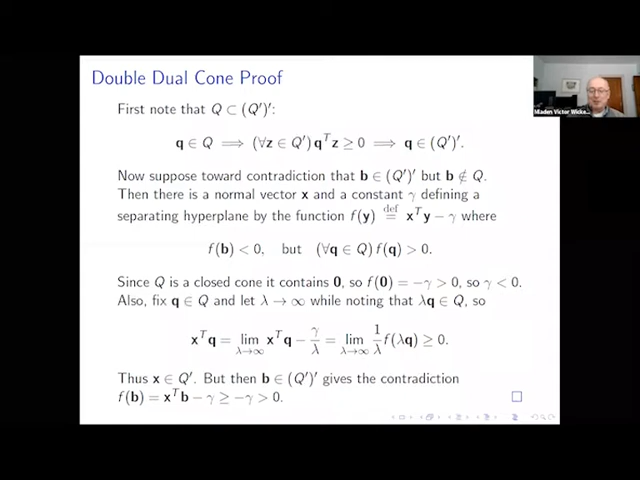 Double Dual Cone Proof
Mladen Victor Wicke...
First note that Q ⊂ (Q′)′:
q ∈ Q ⟹ (∀z ∈ Q′) qᵀz ≥ 0 ⟹ q ∈ (Q′)′.
Now suppose toward contradiction that b ∈ (Q′)′ but b ∉ Q.
Then there is a normal vector x and a constant γ defining a
separating hyperplane by the function f(y) ≝ xᵀy − γ where
f(b) < 0, but (∀q ∈ Q) f(q) > 0.
Since Q is a closed cone it contains 0, so f(0) = −γ > 0, so γ < 0.
Also, fix q ∈ Q and let λ → ∞ while noting that λq ∈ Q, so
xᵀq = lim_{λ→∞} xᵀq − γ/λ = lim_{λ→∞} 1/λ f(λq) ≥ 0.
Thus x ∈ Q′. But then b ∈ (Q′)′ gives the contradiction
f(b) = xᵀb − γ ≥ −γ > 0. □